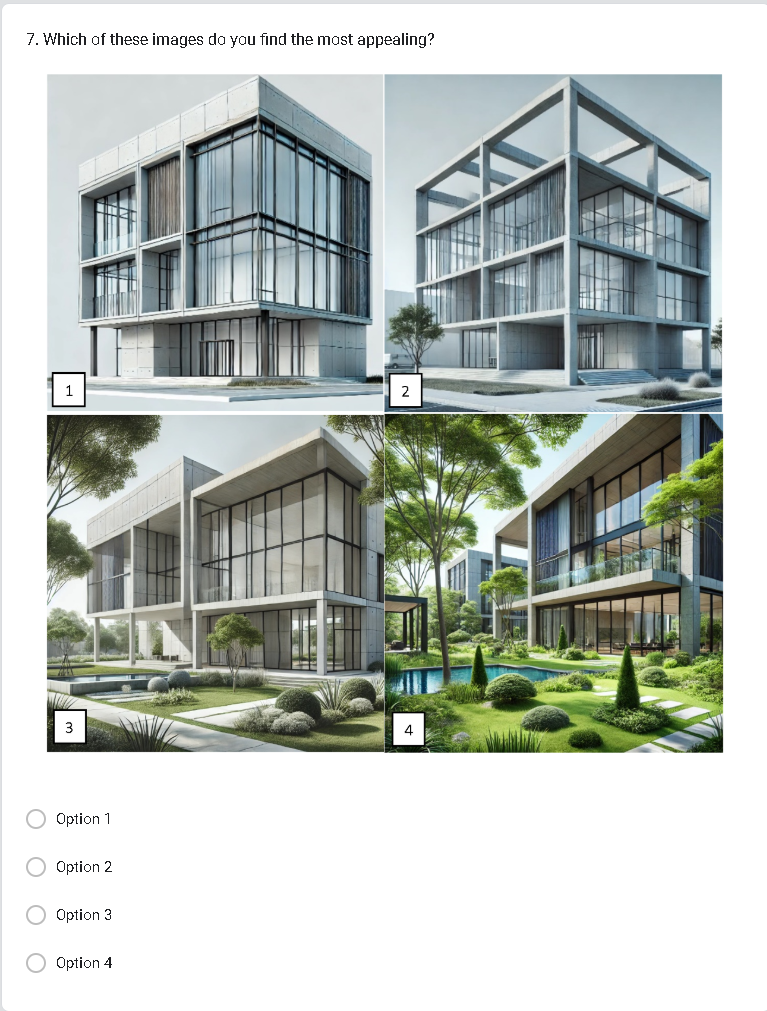 7. Which of these images do you find the most appealing?
1
2
3
4
Option 1
Option 2
Option 3
Option 4